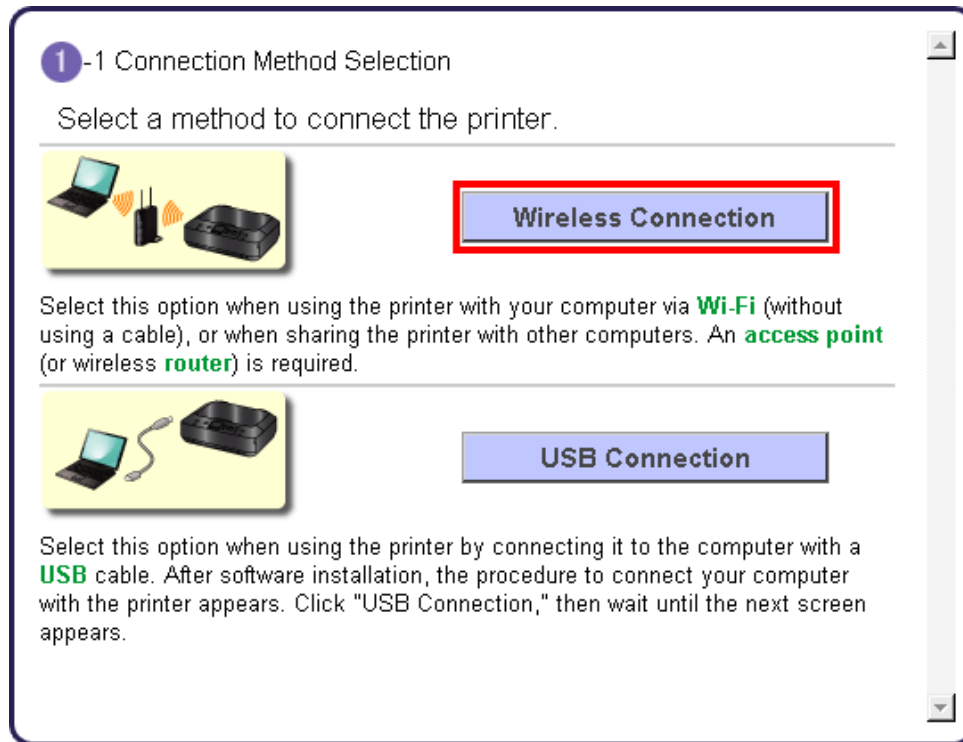 1-1 Connection Method Selection
Select a method to connect the printer.
Wireless Connection
Select this option when using the printer with your computer via Wi-Fi (without
using a cable), or when sharing the printer with other computers. An access point
(or wireless router) is required.
USB Connection
Select this option when using the printer by connecting it to the computer with a
USB cable. After software installation, the procedure to connect your computer
with the printer appears. Click "USB Connection," then wait until the next screen
appears.